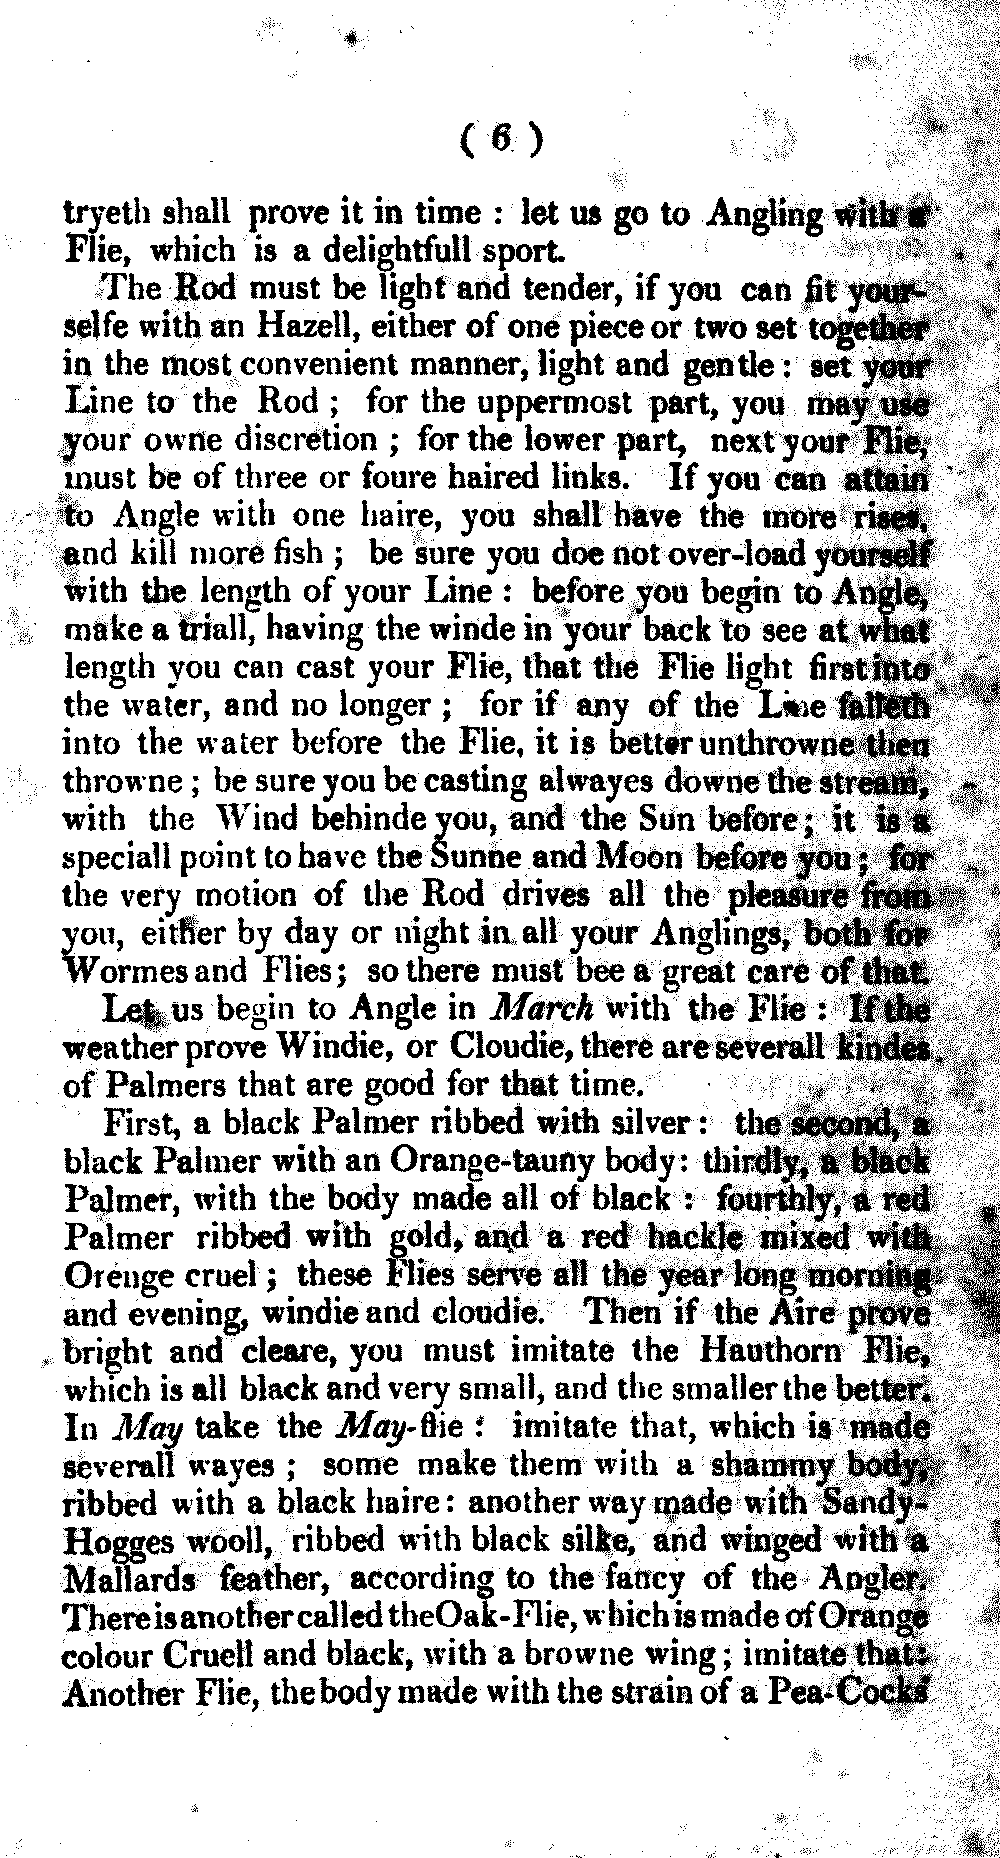 ( 6 )
tryeth shall prove it in time : let us go to Angling with a
Flie, which is a delightfull sport.
The Rod must be light and tender, if you can fit your-
selfe with an Hazell, either of one piece or two set together
in the most convenient manner, light and gentle : set your
Line to the Rod ; for the uppermost part, you may use
your owne discretion ; for the lower part, next your Flie,
must be of three or foure haired links. If you can attain
to Angle with one haire, you shall have the more rises,
and kill more fish ; be sure you doe not over-load yourself
with the length of your Line : before you begin to Angle,
make a triall, having the winde in your back to see at what
length you can cast your Flie, that the Flie light first into
the water, and no longer ; for if any of the Line falleth
into the water before the Flie, it is better unthrowne then
throwne ; be sure you be casting alwayes downe the stream,
with the Wind behinde you, and the Sun before ; it is a
speciall point to have the Sunne and Moon before you ; for
the very motion of the Rod drives all the pleasure from
you, either by day or night in all your Anglings, both for
Wormes and Flies ; so there must bee a great care of that.
Let us begin to Angle in March with the Flie : If the
weather prove Windie, or Cloudie, there are severall kindes
of Palmers that are good for that time.
First, a black Palmer ribbed with silver : the second, a
black Palmer with an Orange-tauny body : thirdly, a black
Palmer, with the body made all of black : fourthly, a red
Palmer ribbed with gold, and a red hackle mixed with
Orenge cruel ; these Flies serve all the year long morning
and evening, windie and cloudie. Then if the Aire prove
bright and cleare, you must imitate the Hauthorn Flie,
which is all black and very small, and the smaller the better.
In May take the May-flie : imitate that, which is made
severall wayes ; some make them with a shammy body,
ribbed with a black haire : another way made with Sandy-
Hogges wooll, ribbed with black silke, and winged with a
Mallards feather, according to the fancy of the Angler.
There is another called the Oak-Flie, which is made of Orange
colour Cruell and black, with a browne wing ; imitate that :
Another Flie, the body made with the strain of a Pea-Cocks